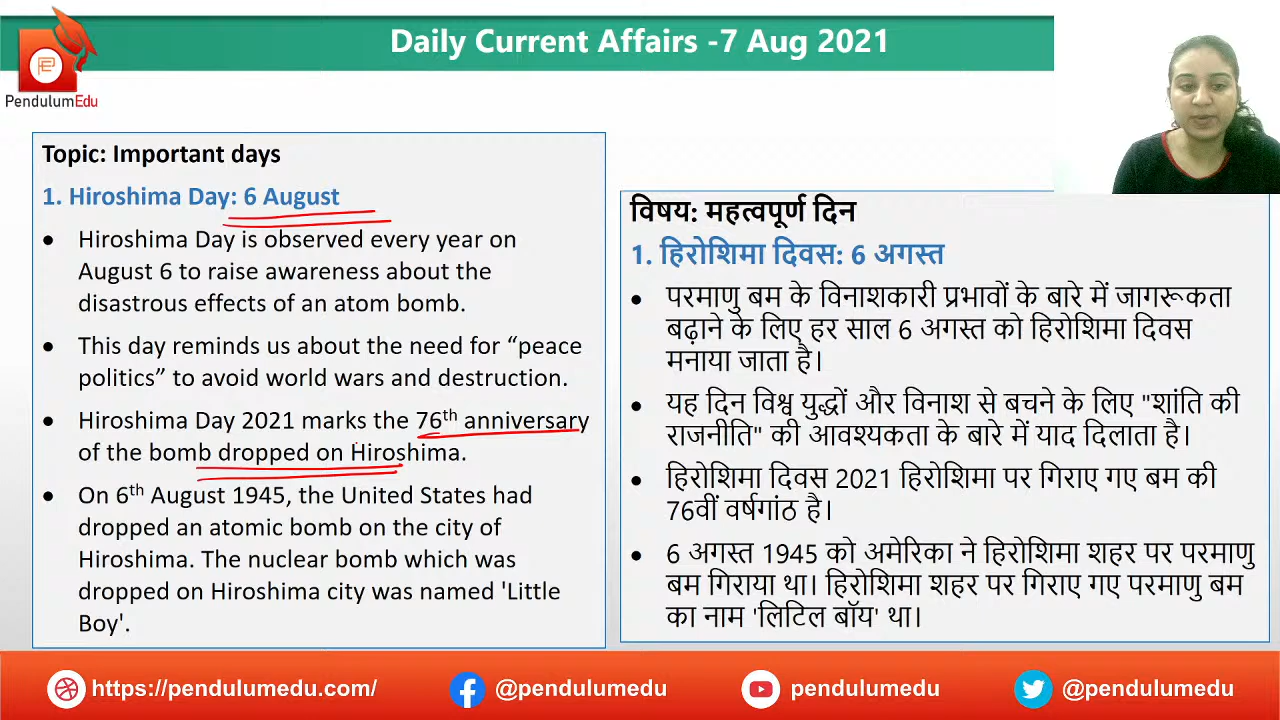 Daily Current Affairs -7 Aug 2021
PendulumEdu
Topic: Important days
1. Hiroshima Day: 6 August
• Hiroshima Day is observed every year on
August 6 to raise awareness about the
disastrous effects of an atom bomb.
• This day reminds us about the need for “peace
politics” to avoid world wars and destruction.
• Hiroshima Day 2021 marks the 76th anniversary
of the bomb dropped on Hiroshima.
• On 6th August 1945, the United States had
dropped an atomic bomb on the city of
Hiroshima. The nuclear bomb which was
dropped on Hiroshima city was named 'Little
Boy'.
विषय: महत्वपूर्ण दिन
1. हिरोशिमा दिवस: 6 अगस्त
• परमाणु बम के विनाशकारी प्रभावों के बारे में जागरूकता
बढ़ाने के लिए हर साल 6 अगस्त को हिरोशिमा दिवस
मनाया जाता है।
• यह दिन विश्व युद्धों और विनाश से बचने के लिए "शांति की
राजनीति" की आवश्यकता के बारे में याद दिलाता है।
• हिरोशिमा दिवस 2021 हिरोशिमा पर गिराए गए बम की
76वीं वर्षगांठ है।
• 6 अगस्त 1945 को अमेरिका ने हिरोशिमा शहर पर परमाणु
बम गिराया था। हिरोशिमा शहर पर गिराए गए परमाणु बम
का नाम 'लिटिल बॉय' था।
https://pendulumedu.com/
@pendulumedu
pendulumedu
@pendulumedu